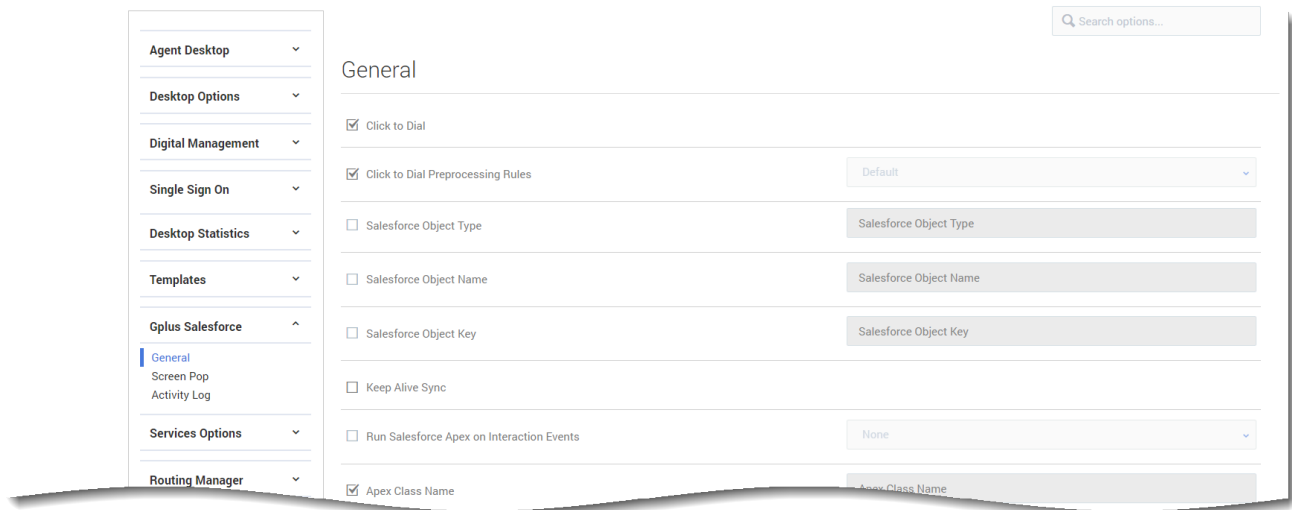 Search options...
Agent Desktop
Desktop Options
Digital Management
Single Sign On
Desktop Statistics
Templates
Gplus Salesforce
General
Screen Pop
Activity Log
Services Options
Routing Manager
General
Click to Dial
Click to Dial Preprocessing Rules
Default
Salesforce Object Type
Salesforce Object Type
Salesforce Object Name
Salesforce Object Name
Salesforce Object Key
Salesforce Object Key
Keep Alive Sync
Run Salesforce Apex on Interaction Events
None
Apex Class Name
Apex Class Name